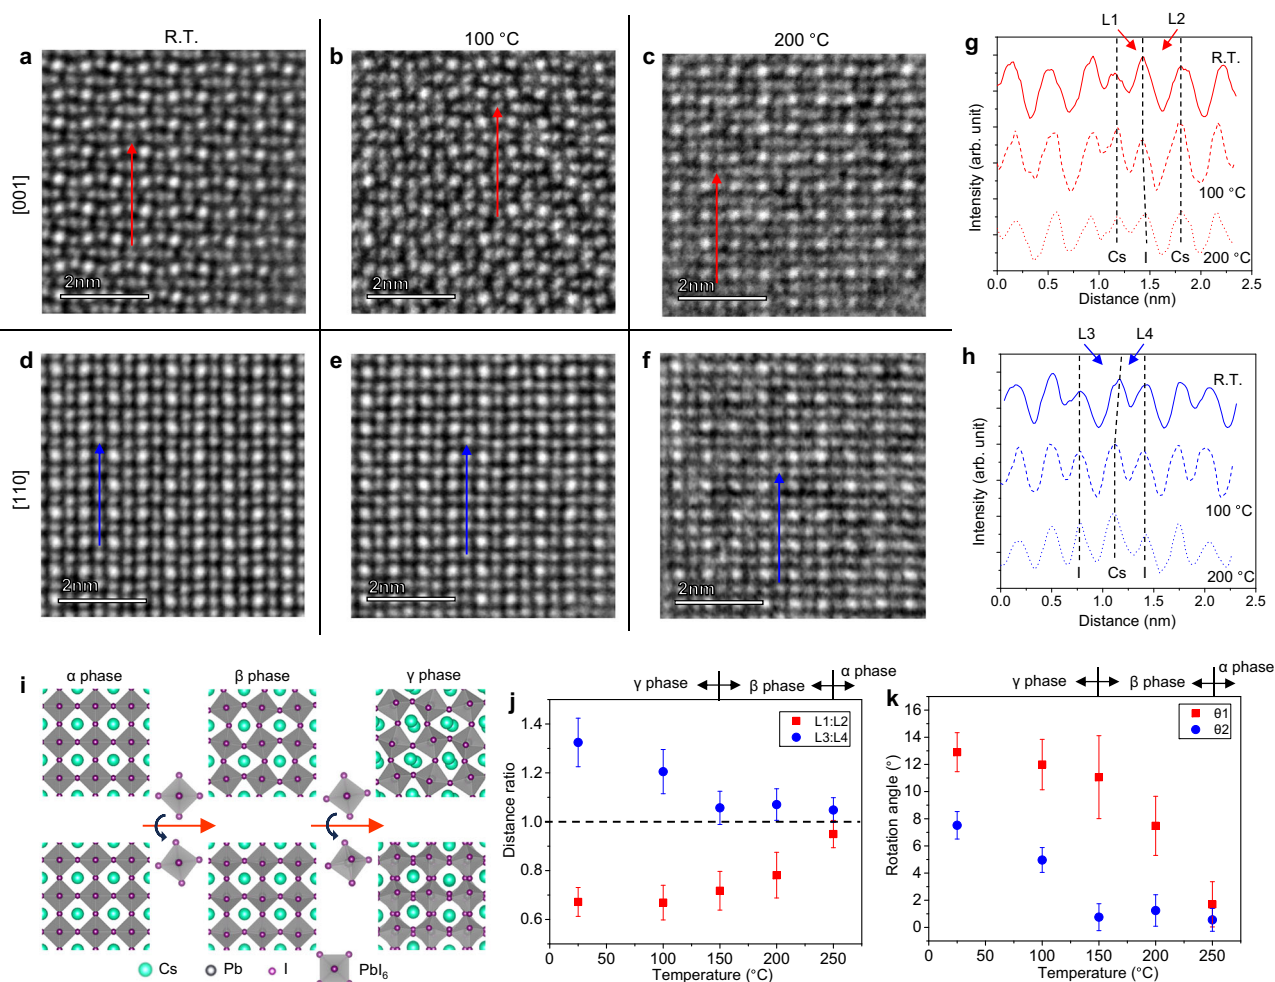 R.T.
100 °C
200 °C
a
b
c
[001]
2nm
2nm
2nm
d
e
f
[110]
2nm
2nm
2nm
g
L1
L2
R.T.
100 °C
200 °C
Cs
I
Cs
Intensity (arb. unit)
0.0 0.5 1.0 1.5 2.0 2.5
Distance (nm)
h
L3
L4
R.T.
100 °C
200 °C
I
Cs
I
Intensity (arb. unit)
0.0 0.5 1.0 1.5 2.0 2.5
Distance (nm)
i
α phase
β phase
γ phase
Cs
Pb
I
PbI6
j
γ phase
β phase
α phase
L1:L2
L3:L4
1.4
1.2
1.0
0.8
0.6
Distance ratio
0 50 100 150 200 250
Temperature (°C)
k
γ phase
β phase
α phase
θ1
θ2
16
14
12
10
8
6
4
2
0
Rotation angle (°)
0 50 100 150 200 250
Temperature (°C)